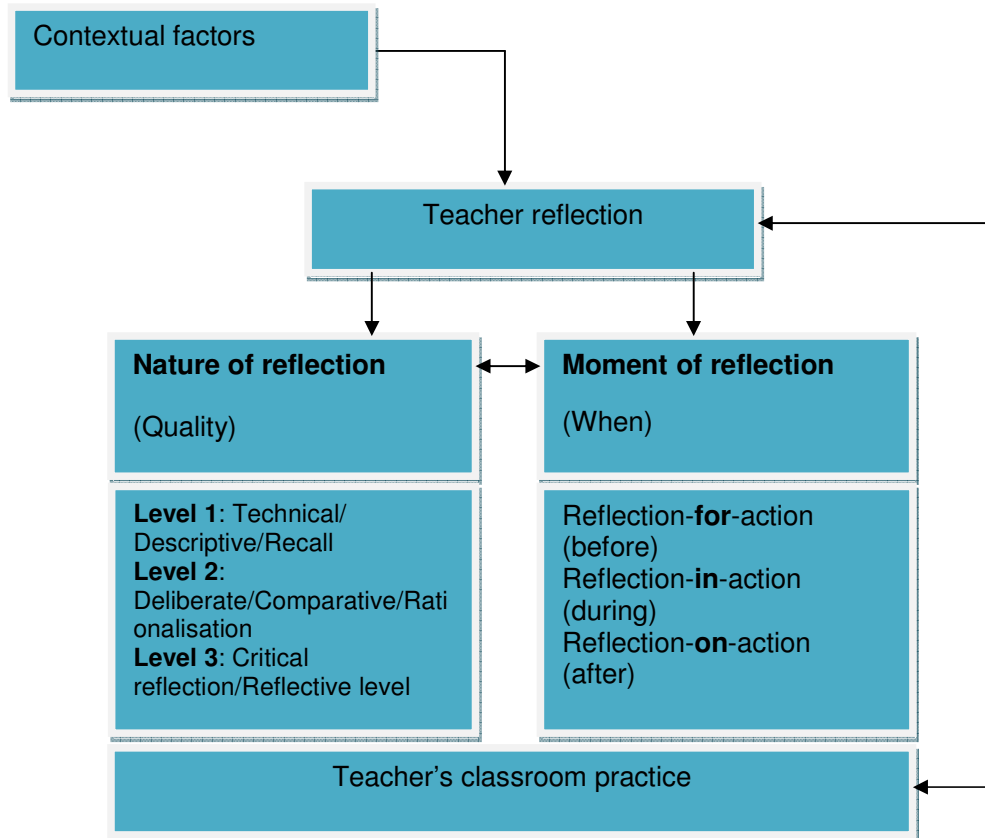 Contextual factors
Teacher reflection
Nature of reflection
(Quality)
Moment of reflection
(When)
Level 1: Technical/
Descriptive/Recall
Level 2:
Deliberate/Comparative/Rati
onalisation
Level 3: Critical
reflection/Reflective level
Reflection-for-action
(before)
Reflection-in-action
(during)
Reflection-on-action
(after)
Teacher’s classroom practice